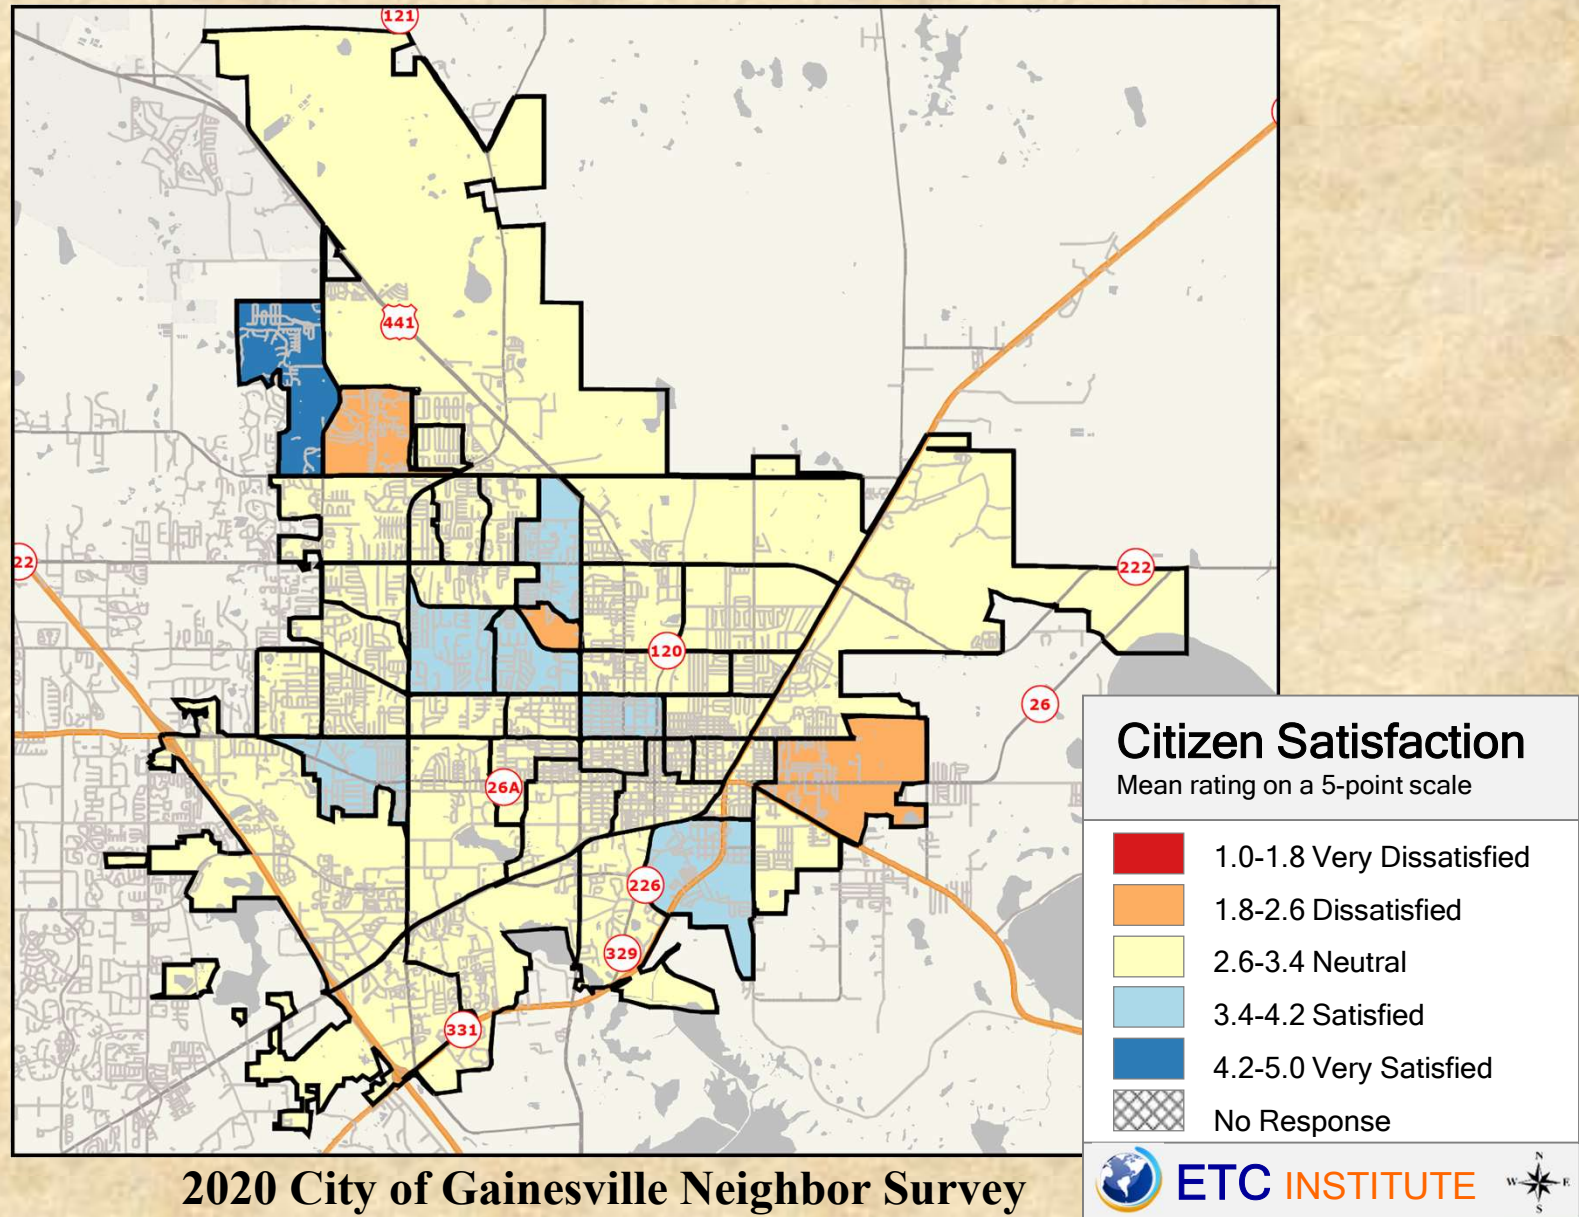 121
441
22
222
120
26
26A
226
329
331
Citizen Satisfaction
Mean rating on a 5-point scale
1.0-1.8 Very Dissatisfied
1.8-2.6 Dissatisfied
2.6-3.4 Neutral
3.4-4.2 Satisfied
4.2-5.0 Very Satisfied
No Response
ETC INSTITUTE
N
W E
S
2020 City of Gainesville Neighbor Survey